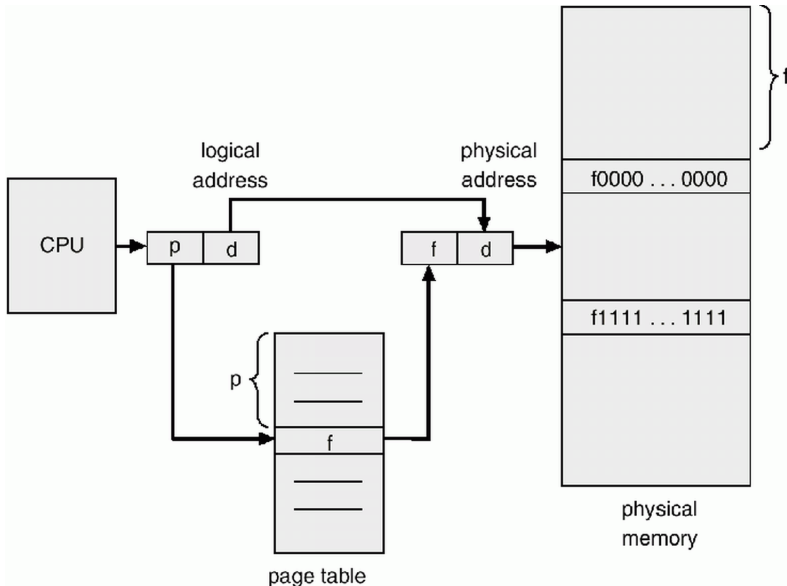 f
logical
address
physical
address
f0000 . . . 0000
CPU
p
d
f
d
f1111 . . . 1111
p
f
physical
memory
page table